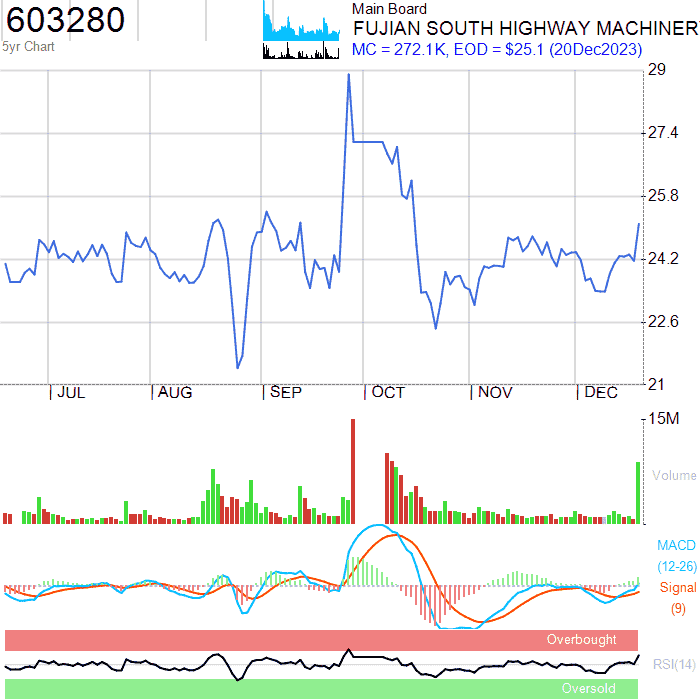 603280
5yr Chart
Main Board
FUJIAN SOUTH HIGHWAY MACHINER
MC = 272.1K, EOD = $25.1 (20Dec2023)
29
27.4
25.8
24.2
22.6
21
JUL
AUG
SEP
OCT
NOV
DEC
15M
Volume
MACD
(12-26)
Signal
(9)
Overbought
RSI(14)
Oversold